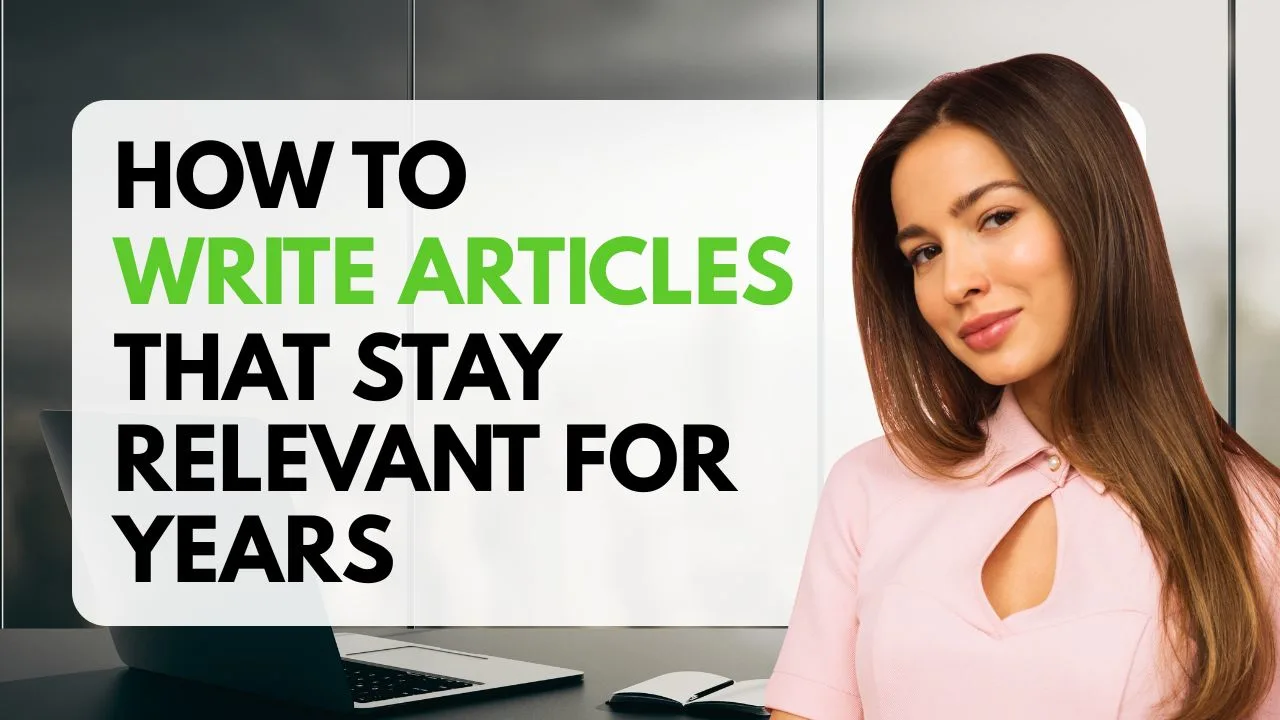 HOW TO
WRITE ARTICLES
THAT STAY
RELEVANT FOR
YEARS